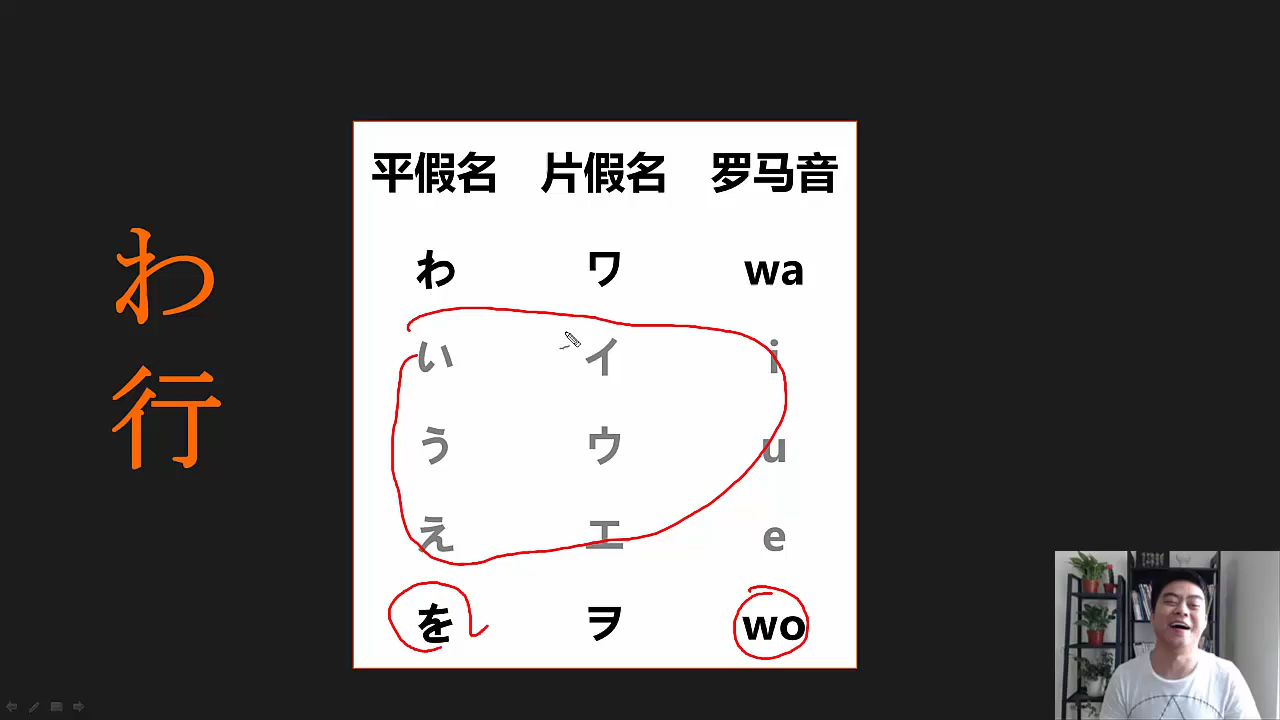 わ
行
平假名 片假名 罗马音
わ ワ wa
い イ i
う ウ u
え エ e
を ヲ wo